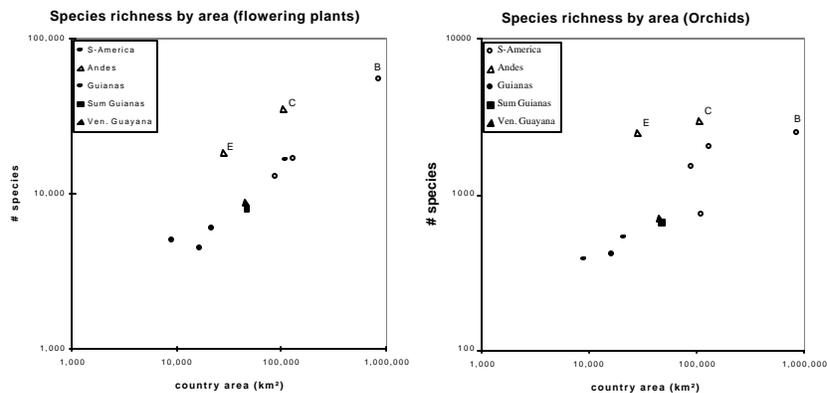 Species richness by area (flowering plants)
100,000
S-America
Andes
Guianas
Sum Guianas
Ven. Guayana
B
C
E
10,000
# species
1,000
1,000
10,000
100,000
1,000,000
country area (km²)
Species richness by area (Orchids)
10000
S-America
Andes
Guianas
Sum Guianas
Ven. Guayana
E
C
B
1000
# species
100
1,000
10,000
100,000
1,000,000
country area (km²)